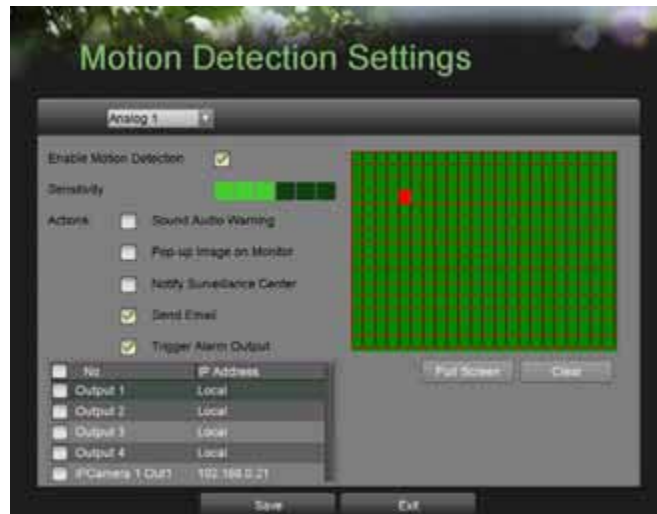 Motion Detection Settings
Analog 1
Enable Motion Detection
Sensitivity
Actions Sound Audio Warning
Pop-up Image on Monitor
Notify Surveillance Center
Send Email
Trigger Alarm Output
No IP Address
Output 1 Local
Output 2 Local
Output 3 Local
Output 4 Local
IPCamera 1 Out1 192.168.0.21
Full Screen Clear
Save Exit